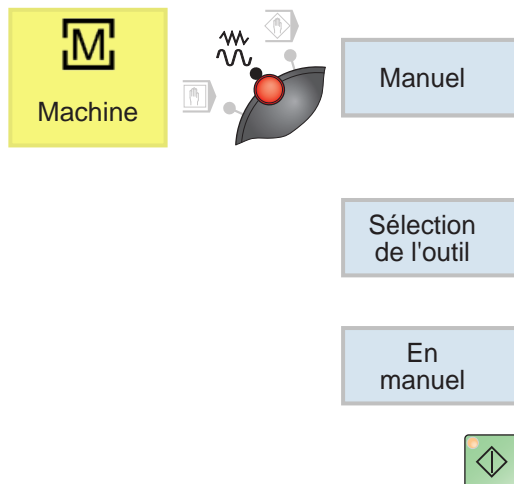 M
Machine
Manuel
Sélection
de l'outil
En
manuel